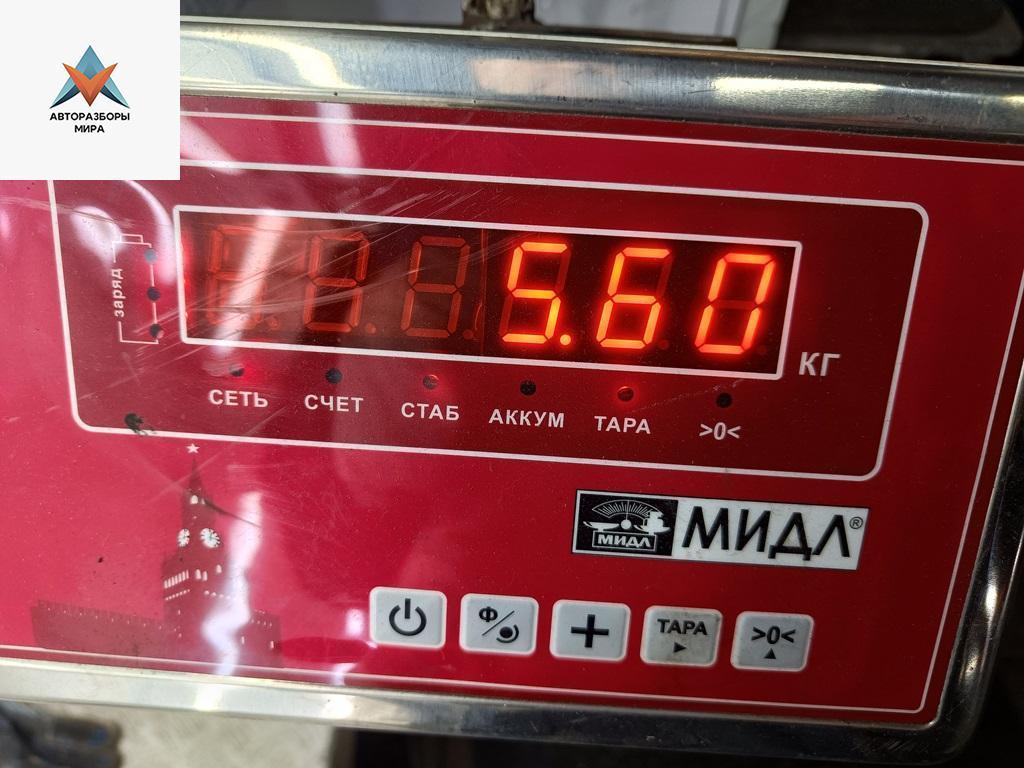 АВТОРАЗБОРЫ
МИРА
заряд
5.60
КГ
СЕТЬ СЧЕТ СТАБ АККУМ ТАРА >0<
МИДЛ
МИДЛ®
Ф/ + ТАРА >0<